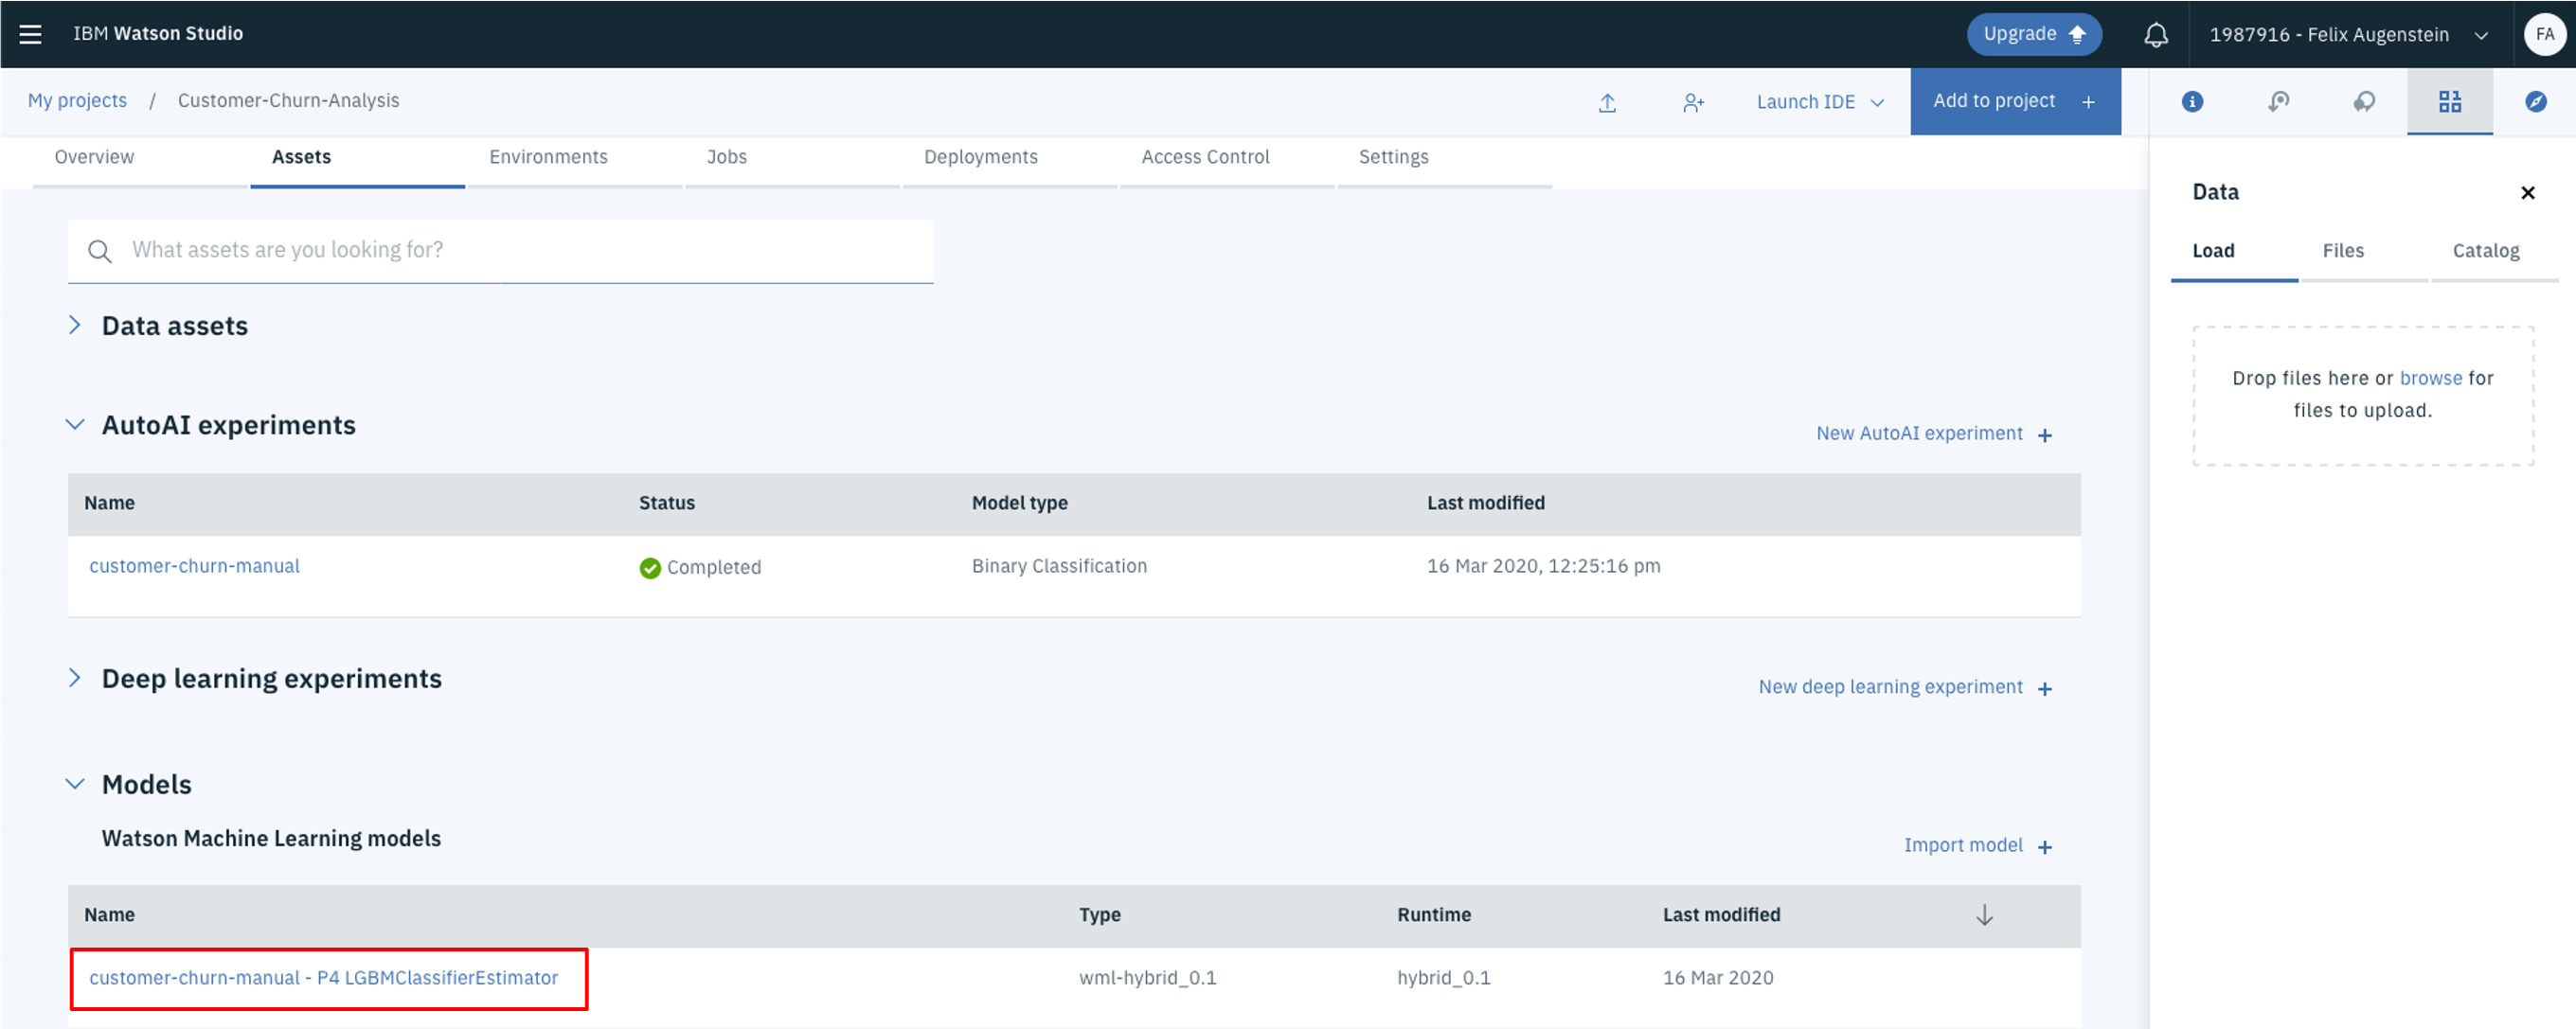 IBM Watson Studio
Upgrade
1987916 - Felix Augenstein
FA
My projects / Customer-Churn-Analysis
Launch IDE
Add to project +
Overview
Assets
Environments
Jobs
Deployments
Access Control
Settings
What assets are you looking for?
Data assets
AutoAI experiments
New AutoAI experiment +
Name Status Model type Last modified
customer-churn-manual Completed Binary Classification 16 Mar 2020, 12:25:16 pm
Deep learning experiments
New deep learning experiment +
Models
Watson Machine Learning models
Import model +
Name Type Runtime Last modified
customer-churn-manual - P4 LGBMClassifierEstimator wml-hybrid_0.1 hybrid_0.1 16 Mar 2020
Data
Load Files Catalog
Drop files here or browse for
files to upload.